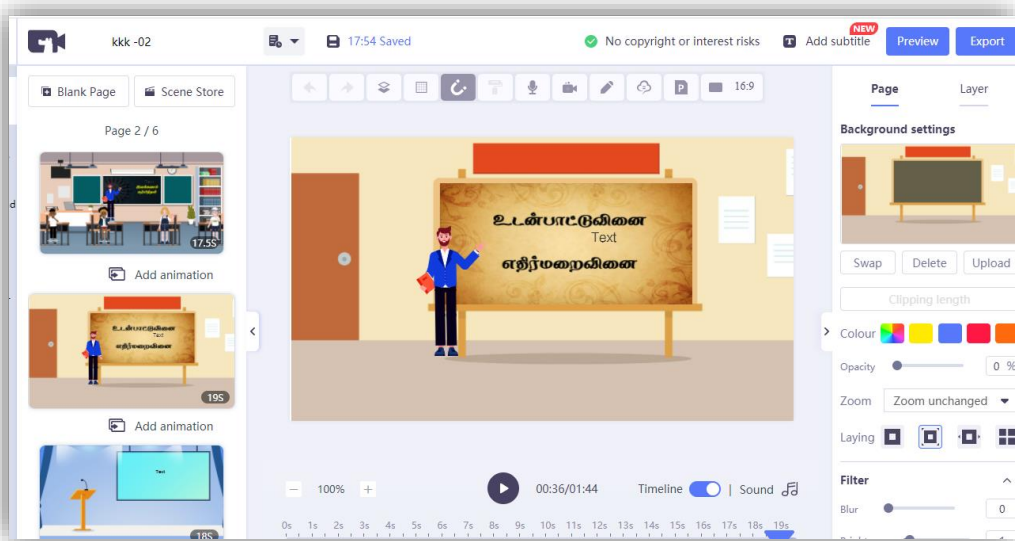 kkk -02
17:54 Saved
No copyright or interest risks
Add subtitle
NEW
Preview
Export
Blank Page
Scene Store
16:9
Page
Layer
Page 2 / 6
Background settings
17.5S
Add animation
உடன்பாட்டுவினை
Text
எதிர்மறைவினை
Swap
Delete
Upload
Clipping length
Colour
Opacity
0 %
Zoom
Zoom unchanged
Laying
உடன்பாட்டுவினை
Text
எதிர்மறைவினை
19S
Add animation
Text
18S
100%
00:36/01:44
Timeline
Sound
Filter
Blur
0
0s 1s 2s 3s 4s 5s 6s 7s 8s 9s 10s 11s 12s 13s 14s 15s 16s 17s 18s 19s